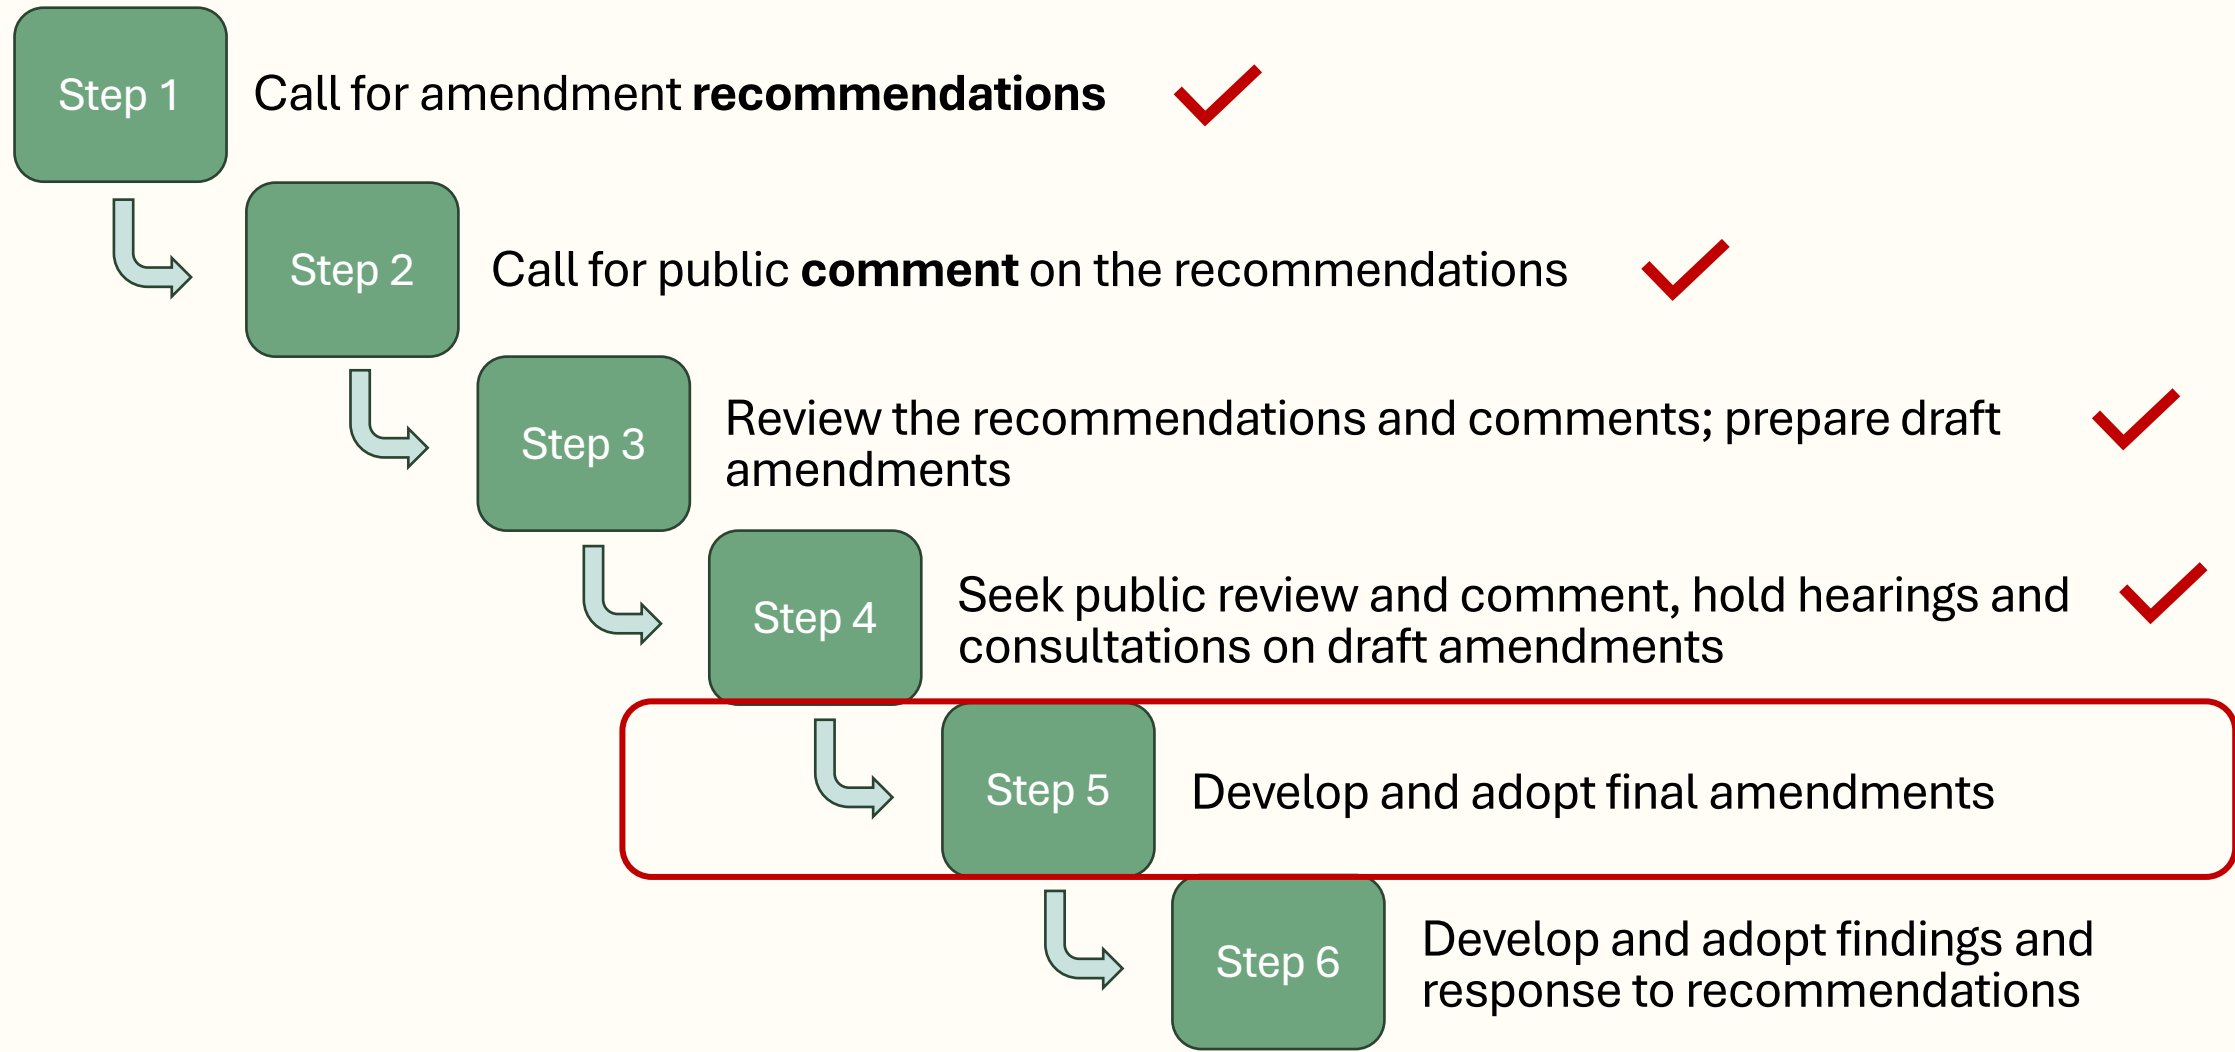 Step 1
Call for amendment recommendations
Step 2
Call for public comment on the recommendations
Step 3
Review the recommendations and comments; prepare draft
amendments
Step 4
Seek public review and comment, hold hearings and
consultations on draft amendments
Step 5
Develop and adopt final amendments
Step 6
Develop and adopt findings and
response to recommendations